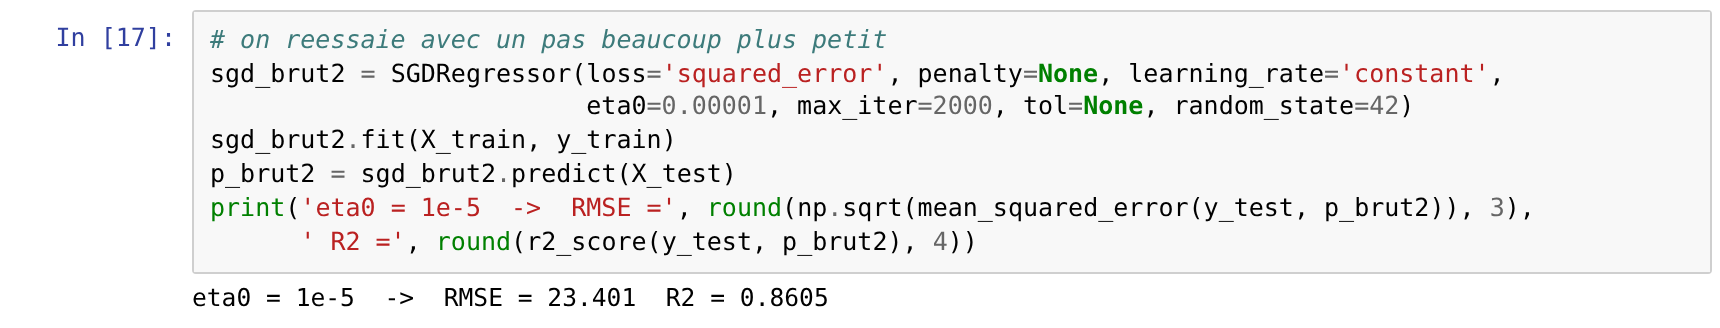 In [17]: # on reessaie avec un pas beaucoup plus petit
sgd_brut2 = SGDRegressor(loss='squared_error', penalty=None, learning_rate='constant',
                         eta0=0.00001, max_iter=2000, tol=None, random_state=42)
sgd_brut2.fit(X_train, y_train)
p_brut2 = sgd_brut2.predict(X_test)
print('eta0 = 1e-5  ->  RMSE =', round(np.sqrt(mean_squared_error(y_test, p_brut2)), 3),
      ' R2 =', round(r2_score(y_test, p_brut2), 4))
eta0 = 1e-5  ->  RMSE = 23.401  R2 = 0.8605